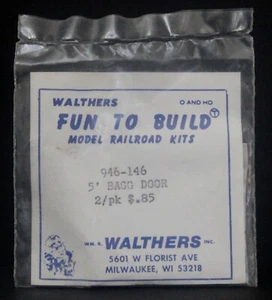 WALTHERS O AND HO
FUN TO BUILD T
MODEL RAILROAD KITS
946-146
5' BAGG DOOR
2/pk $.85
WM. K. WALTHERS INC.
5601 W FLORIST AVE
MILWAUKEE, WI 53218